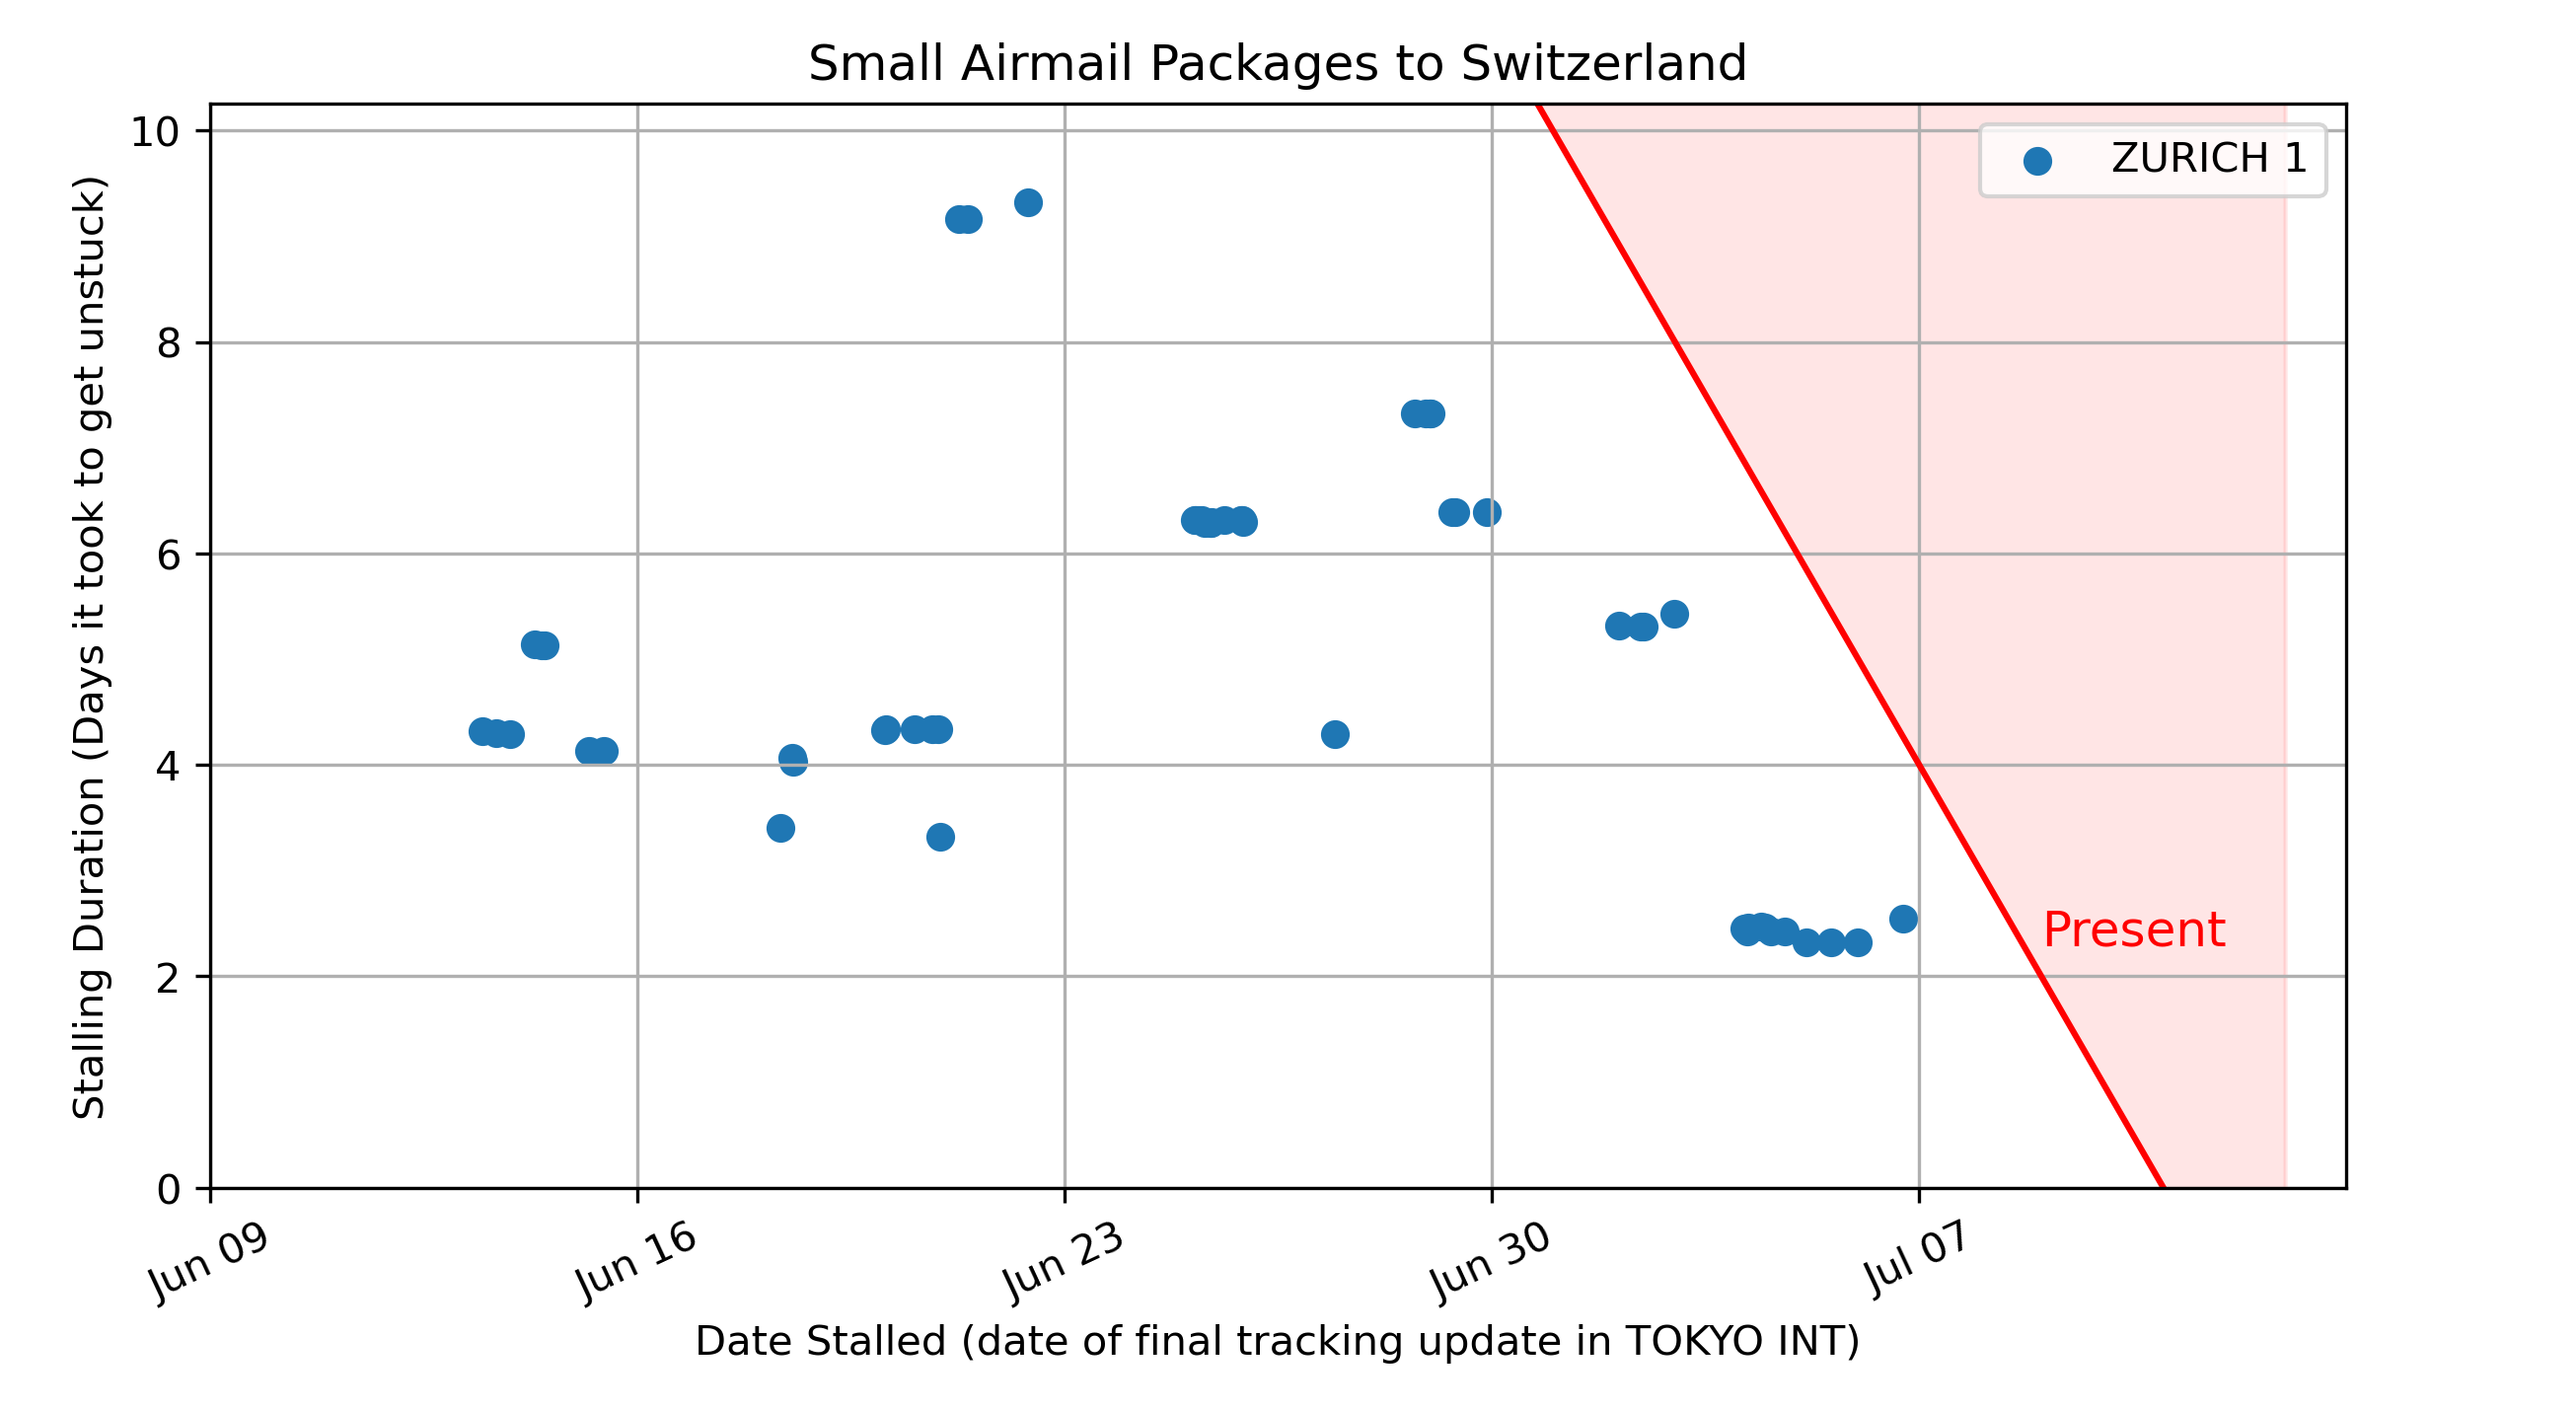 Small Airmail Packages to Switzerland
Stalling Duration (Days it took to get unstuck)
10
8
6
4
2
0
ZURICH 1
Present
Jun 09
Jun 16
Jun 23
Jun 30
Jul 07
Date Stalled (date of final tracking update in TOKYO INT)